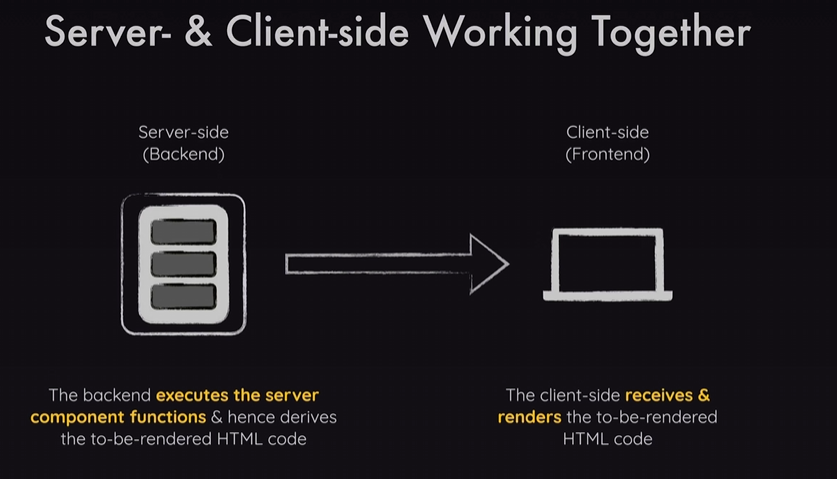 Server- & Client-side Working Together
Server-side
(Backend)
Client-side
(Frontend)
The backend executes the server
component functions & hence derives
the to-be-rendered HTML code
The client-side receives &
renders the to-be-rendered
HTML code